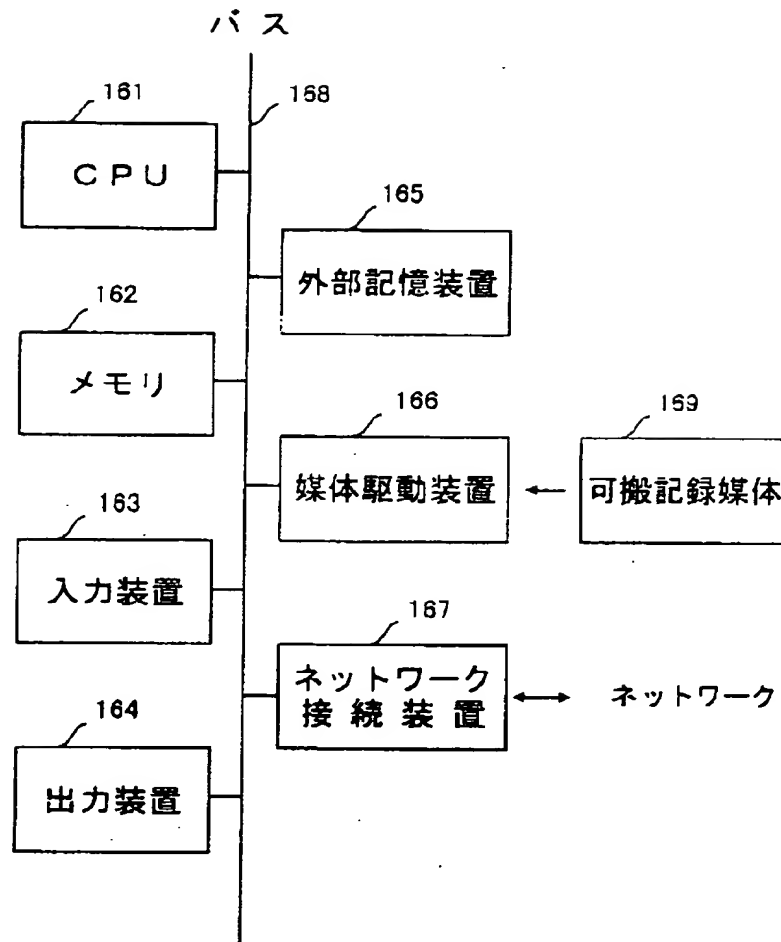 バス
161
168
CPU
165
外部記憶装置
162
メモリ
166
169
媒体駆動装置
可搬記録媒体
163
入力装置
167
ネットワーク
接続装置
ネットワーク
164
出力装置